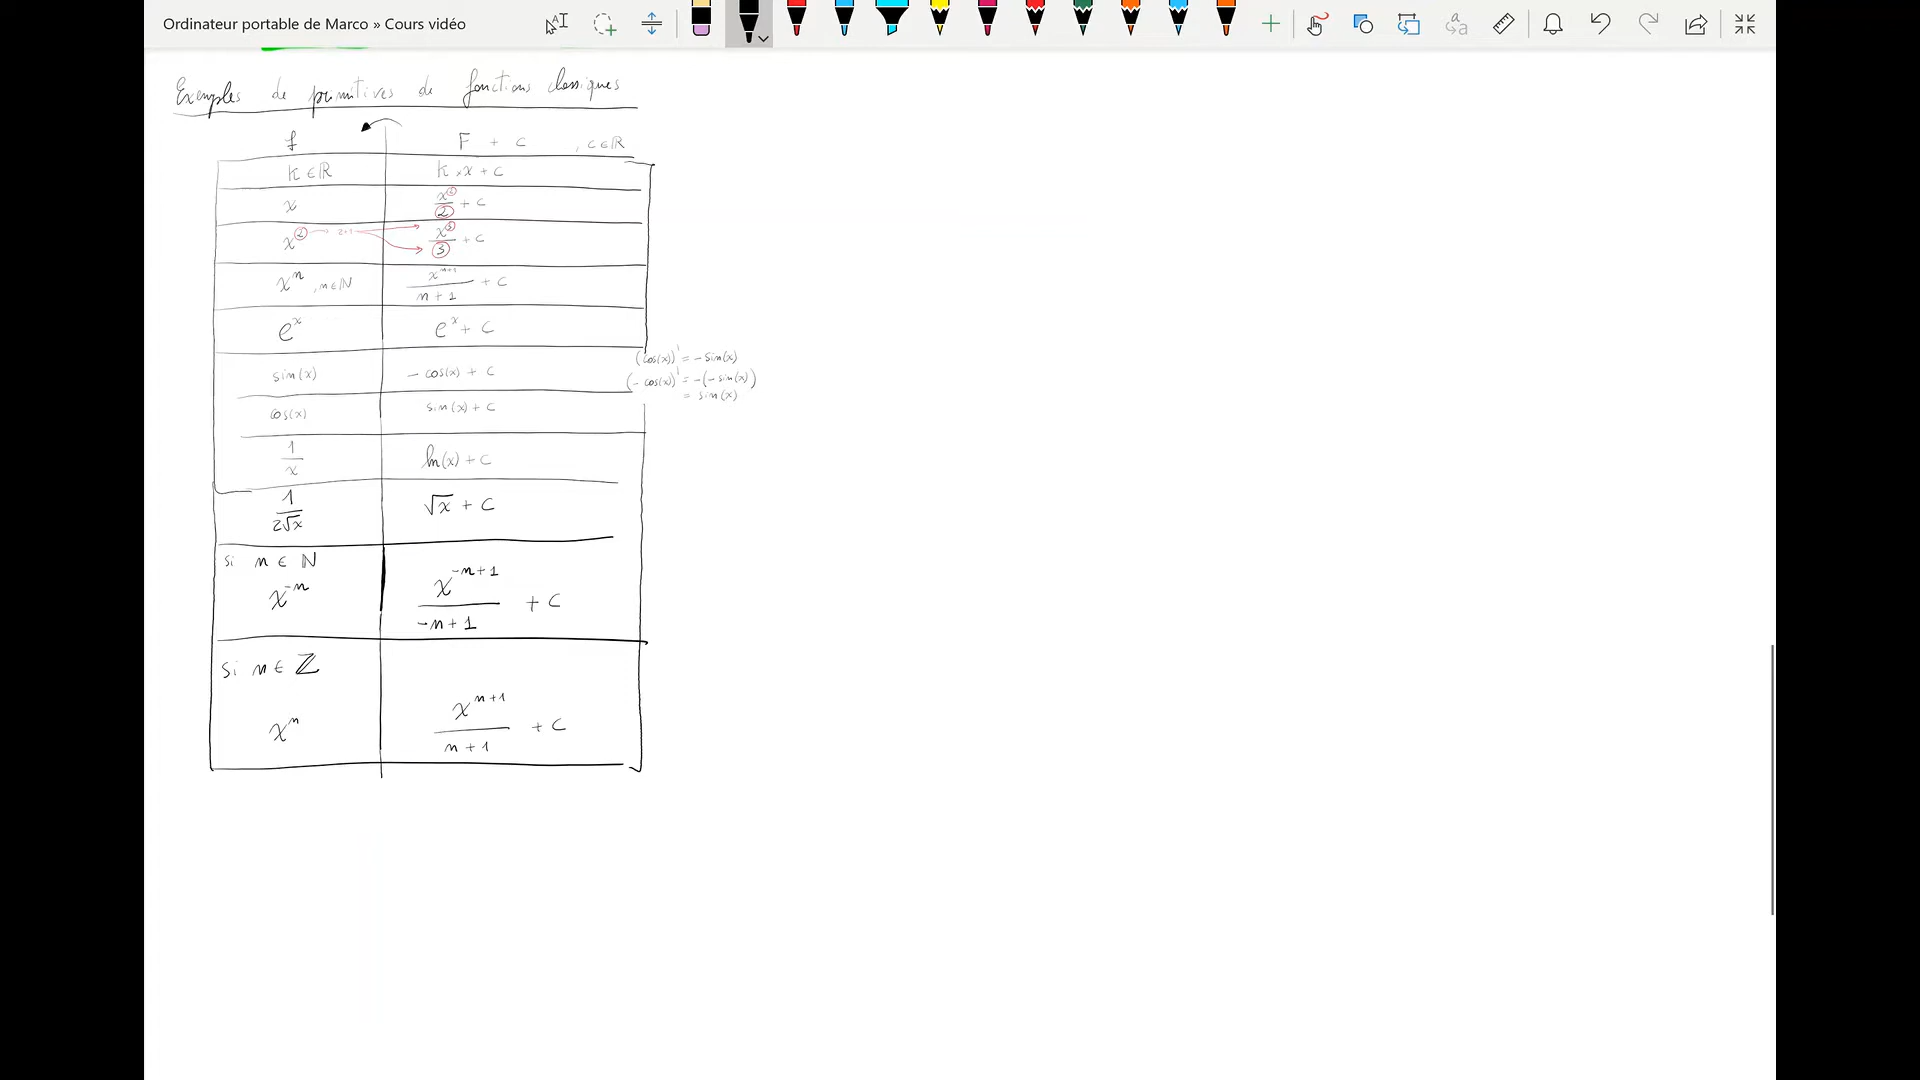 Ordinateur portable de Marco » Cours vidéo
Exemples de primitives de fonctions classiques
f F + c , c ∈ ℝ
k ∈ ℝ k × x + c
x x²/2 + c
x² 2+1 x³/3 + c
xⁿ , n ∈ ℕ xⁿ⁺¹/(n+1) + c
eˣ eˣ + c
sin(x) - cos(x) + c
(cos(x))' = - sin(x)
(- cos(x))' = -(- sin(x))
= sin(x)
cos(x) sin(x) + c
1/x ln(x) + c
1/(2√x) √x + c
si n ∈ ℕ
x⁻ⁿ x⁻ⁿ⁺¹/(-n+1) + c
si n ∈ ℤ
xⁿ xⁿ⁺¹/(n+1) + c